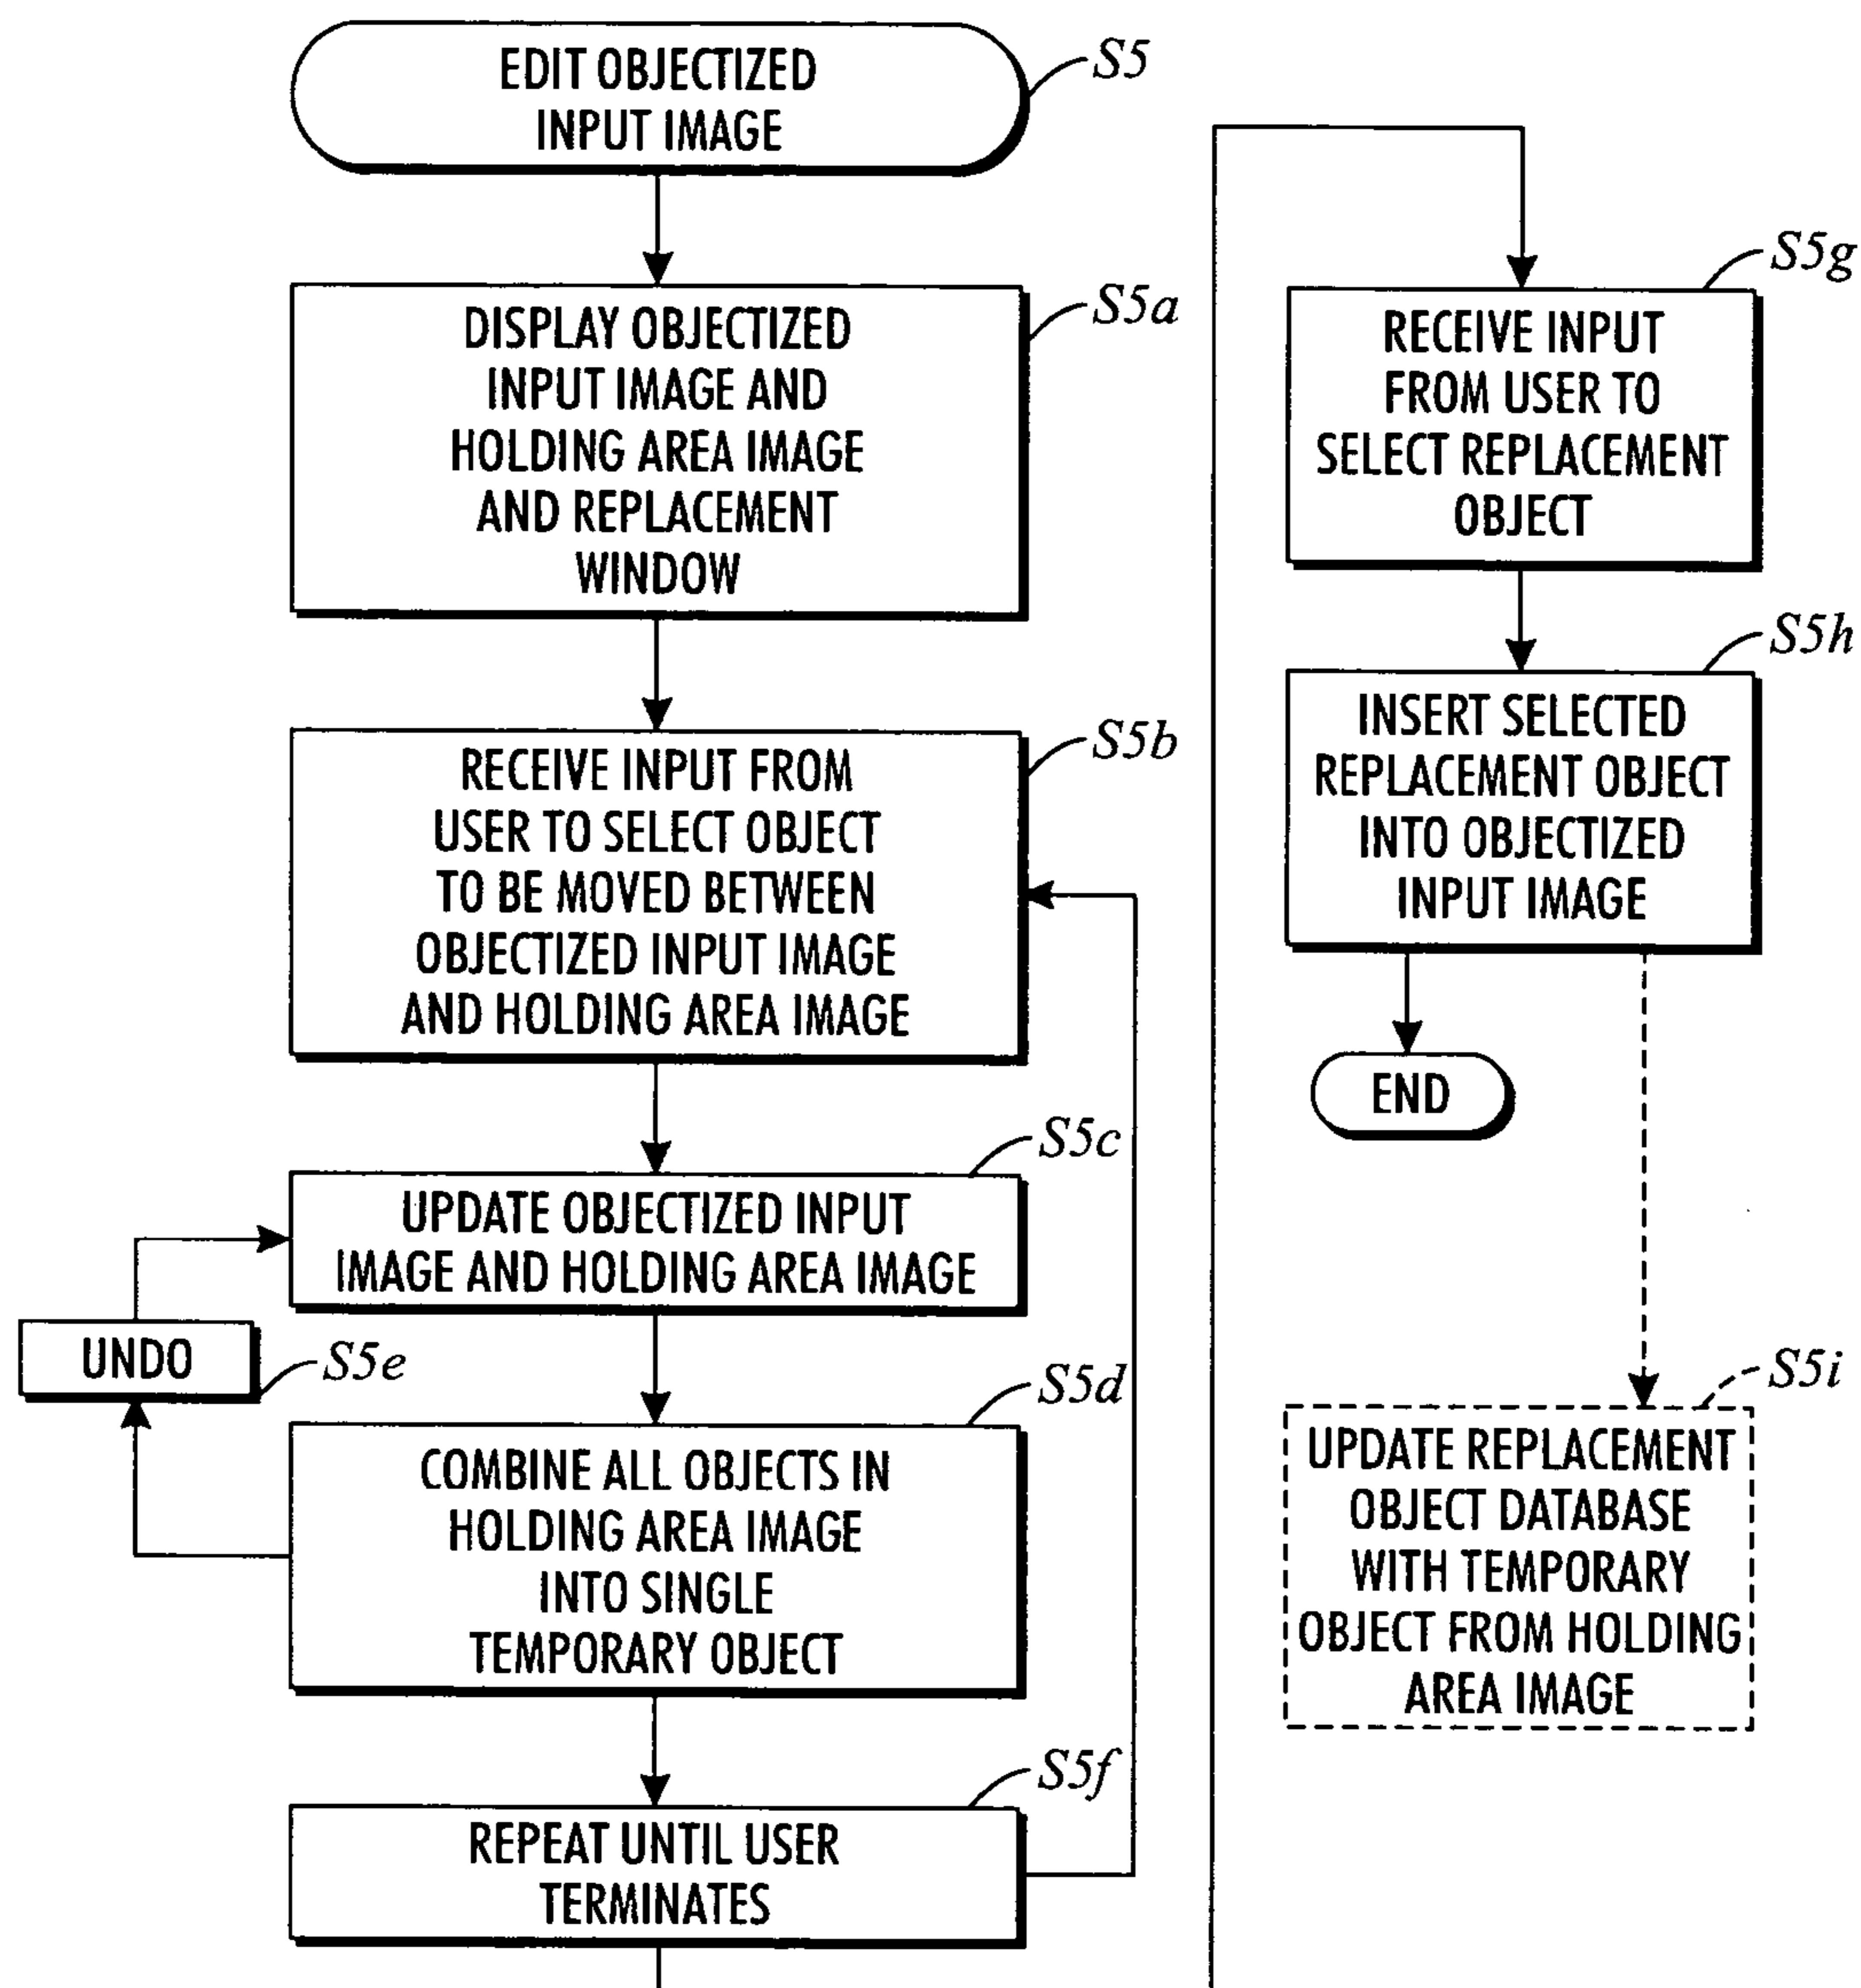 EDIT OBJECTIZED
INPUT IMAGE
S5
DISPLAY OBJECTIZED
INPUT IMAGE AND
HOLDING AREA IMAGE
AND REPLACEMENT
WINDOW
S5a
RECEIVE INPUT FROM
USER TO SELECT OBJECT
TO BE MOVED BETWEEN
OBJECTIZED INPUT IMAGE
AND HOLDING AREA IMAGE
S5b
UPDATE OBJECTIZED INPUT
IMAGE AND HOLDING AREA IMAGE
S5c
UNDO
S5e
COMBINE ALL OBJECTS IN
HOLDING AREA IMAGE
INTO SINGLE
TEMPORARY OBJECT
S5d
REPEAT UNTIL USER
TERMINATES
S5f
RECEIVE INPUT
FROM USER TO
SELECT REPLACEMENT
OBJECT
S5g
INSERT SELECTED
REPLACEMENT OBJECT
INTO OBJECTIZED
INPUT IMAGE
S5h
END
UPDATE REPLACEMENT
OBJECT DATABASE
WITH TEMPORARY
OBJECT FROM HOLDING
AREA IMAGE
S5i